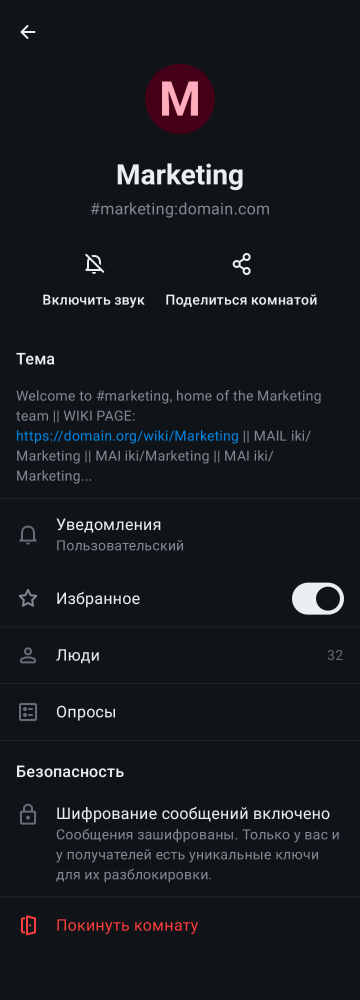 M
Marketing
#marketing:domain.com
Включить звук
Поделиться комнатой
Тема
Welcome to #marketing, home of the Marketing
team || WIKI PAGE:
https://domain.org/wiki/Marketing || MAIL iki/
Marketing || MAI iki/Marketing || MAI iki/
Marketing...
Уведомления
Пользовательский
Избранное
Люди 32
Опросы
Безопасность
Шифрование сообщений включено
Сообщения зашифрованы. Только у вас и
у получателей есть уникальные ключи
для их разблокировки.
Покинуть комнату